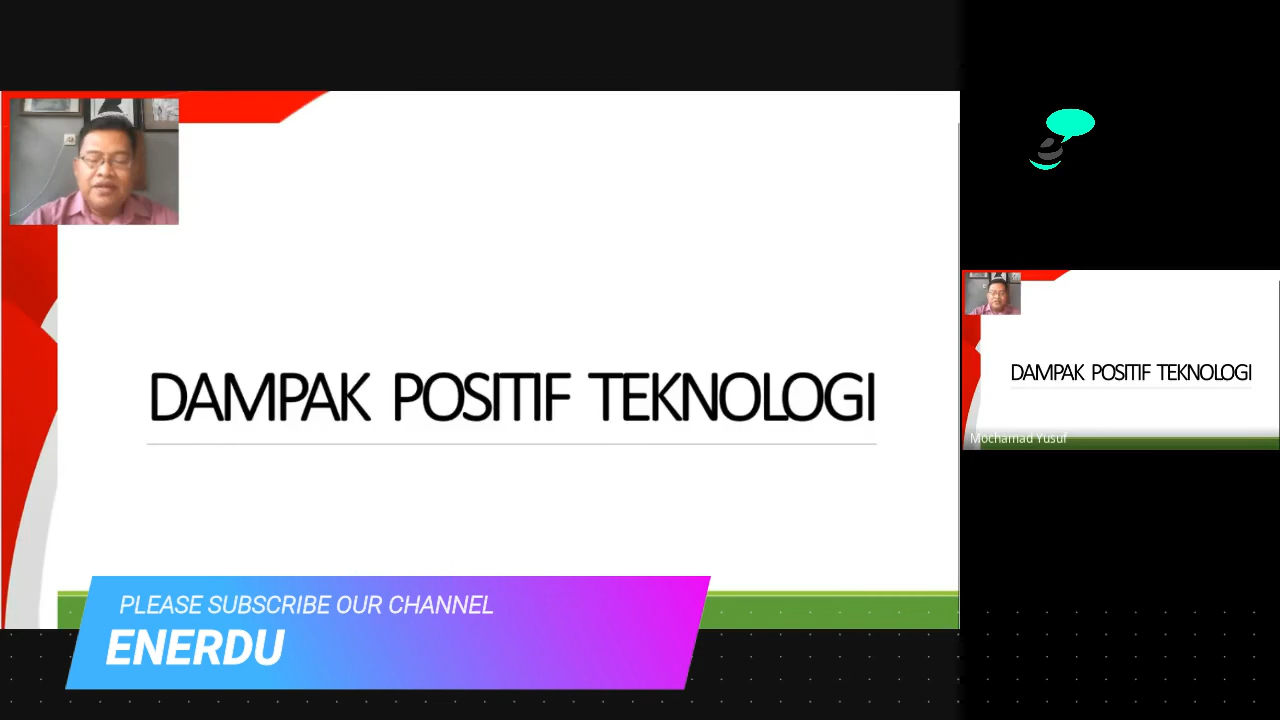 DAMPAK POSITIF TEKNOLOGI
PLEASE SUBSCRIBE OUR CHANNEL
ENERDU
DAMPAK POSITIF TEKNOLOGI
Mochamad Yusuf